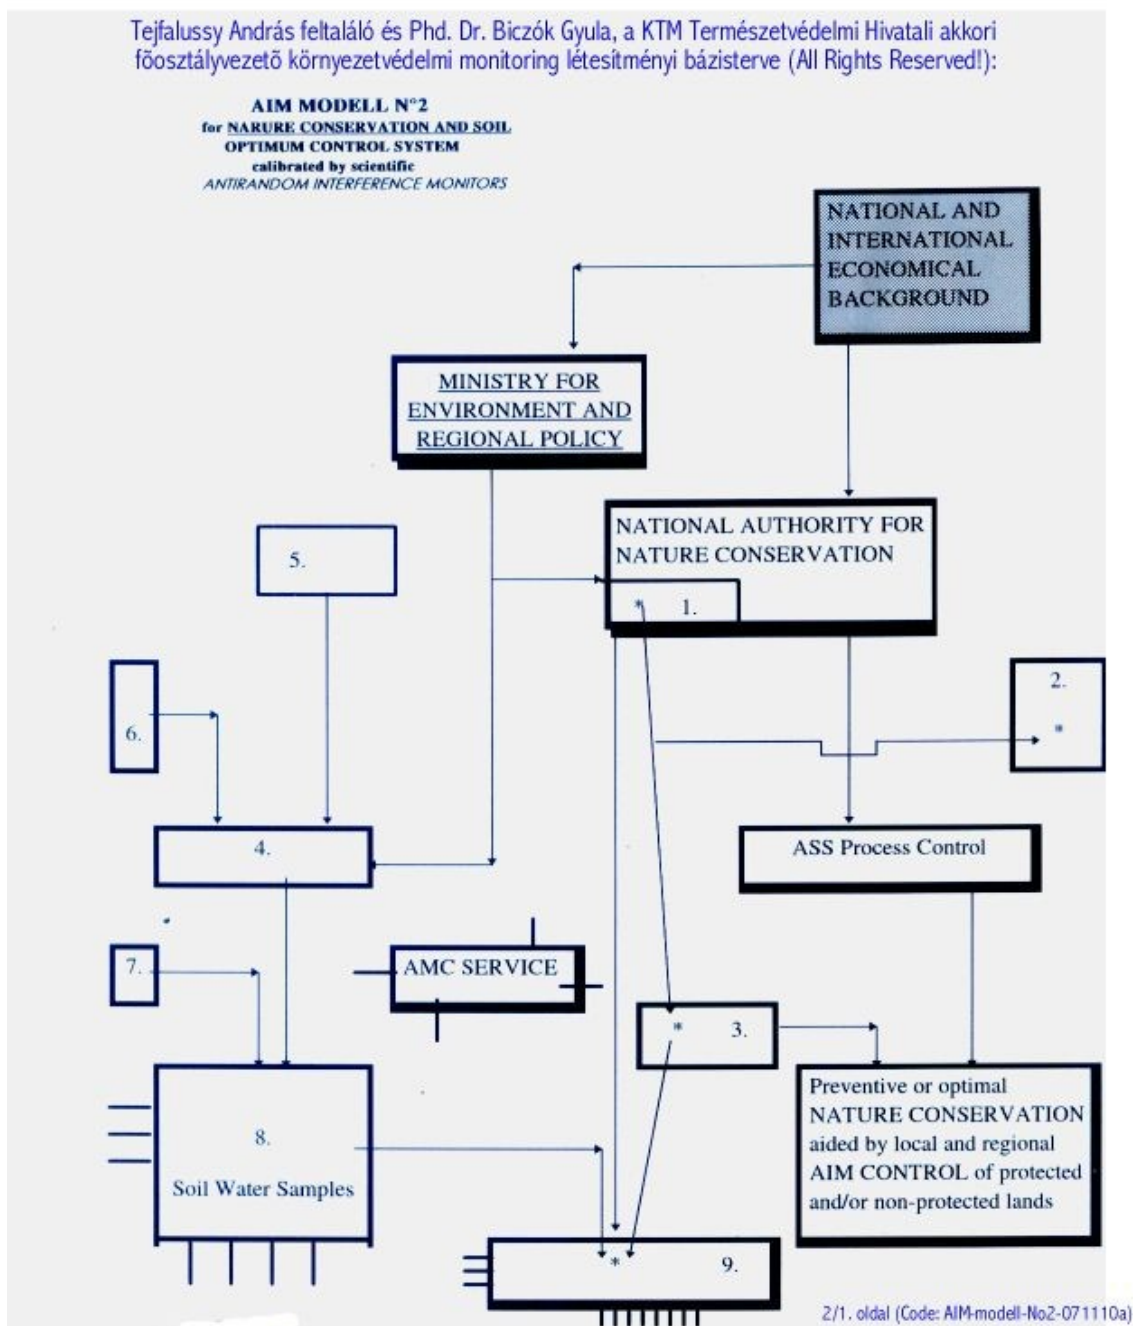 Tejfalussy András feltaláló és Phd. Dr. Biczók Gyula, a KTM Természetvédelmi Hivatali akkori
főosztályvezető környezetvédelmi monitoring létesítményi bázisterve (All Rights Reserved!):
AIM MODELL N°2
for NARURE CONSERVATION AND SOIL
OPTIMUM CONTROL SYSTEM
calibrated by scientific
ANTIRANDOM INTERFERENCE MONITORS
NATIONAL AND
INTERNATIONAL
ECONOMICAL
BACKGROUND
MINISTRY FOR
ENVIRONMENT AND
REGIONAL POLICY
NATIONAL AUTHORITY FOR
NATURE CONSERVATION
* 1.
5.
2.
*
6.
4.
ASS Process Control
7.
AMC SERVICE
* 3.
Preventive or optimal
NATURE CONSERVATION
aided by local and regional
AIM CONTROL of protected
and/or non-protected lands
8.
Soil Water Samples
* 9.
2/1. oldal (Code: AIM-modell-No2-071110a)